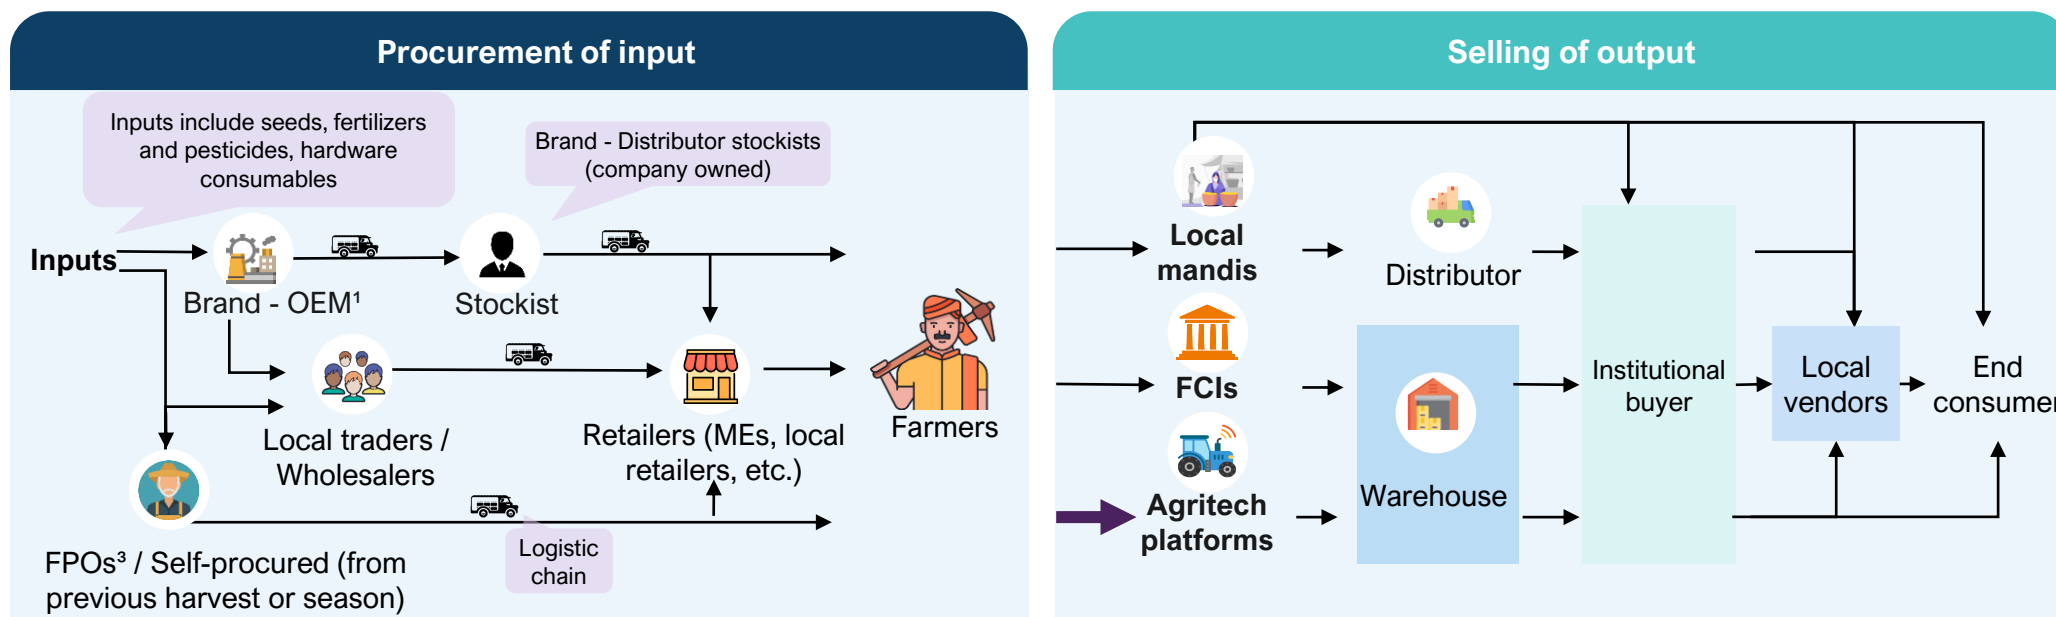 Procurement of input
Inputs include seeds, fertilizers
and pesticides, hardware
consumables
Brand - Distributor stockists
(company owned)
Inputs
Brand - OEM¹
Stockist
Local traders /
Wholesalers
Retailers (MEs, local
retailers, etc.)
Farmers
FPOs³ / Self-procured (from
previous harvest or season)
Logistic
chain
Selling of output
Local
mandis
Distributor
FCIs
Agritech
platforms
Warehouse
Institutional
buyer
Local
vendors
End
consumer